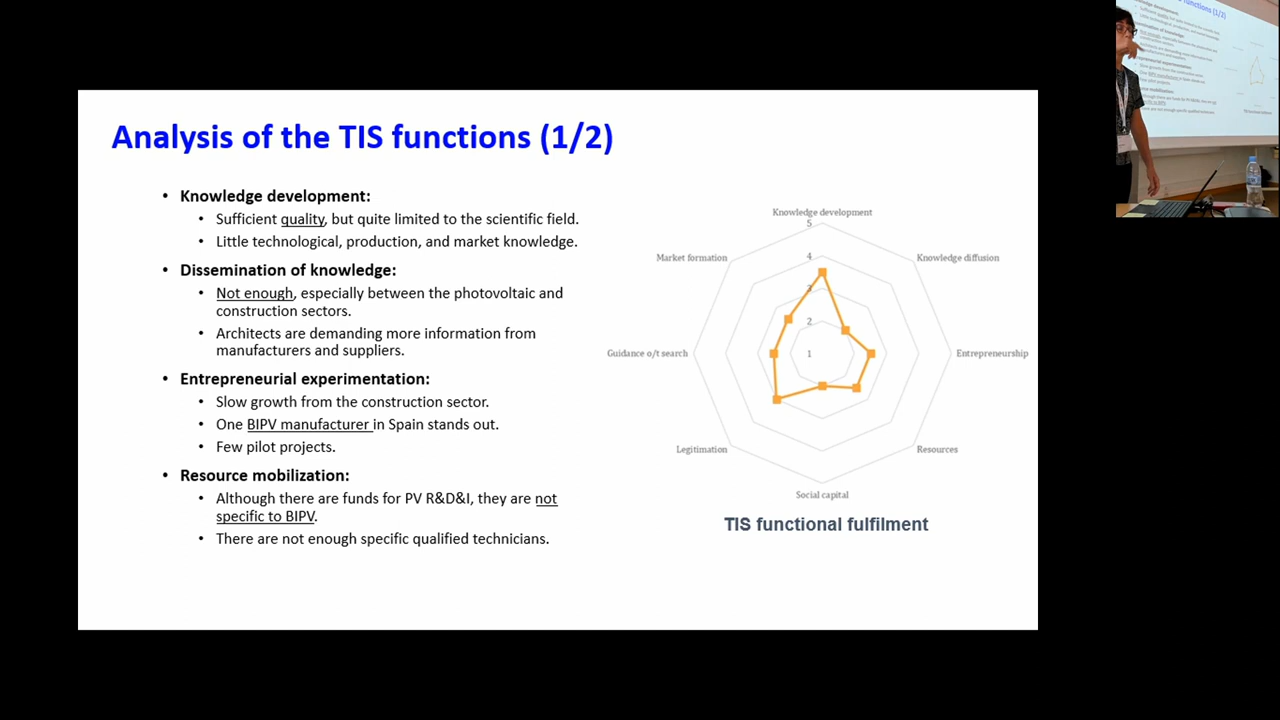 Analysis of the TIS functions (1/2)
• Knowledge development:
• Sufficient quality, but quite limited to the scientific field.
• Little technological, production, and market knowledge.
• Dissemination of knowledge:
• Not enough, especially between the photovoltaic and
construction sectors.
• Architects are demanding more information from
manufacturers and suppliers.
• Entrepreneurial experimentation:
• Slow growth from the construction sector.
• One BIPV manufacturer in Spain stands out.
• Few pilot projects.
• Resource mobilization:
• Although there are funds for PV R&D&I, they are not
specific to BIPV.
• There are not enough specific qualified technicians.
Knowledge development
5
Market formation
4
Knowledge diffusion
3
2
Guidance o/t search
1
Entrepreneurship
Legitimation
Resources
Social capital
TIS functional fulfilment